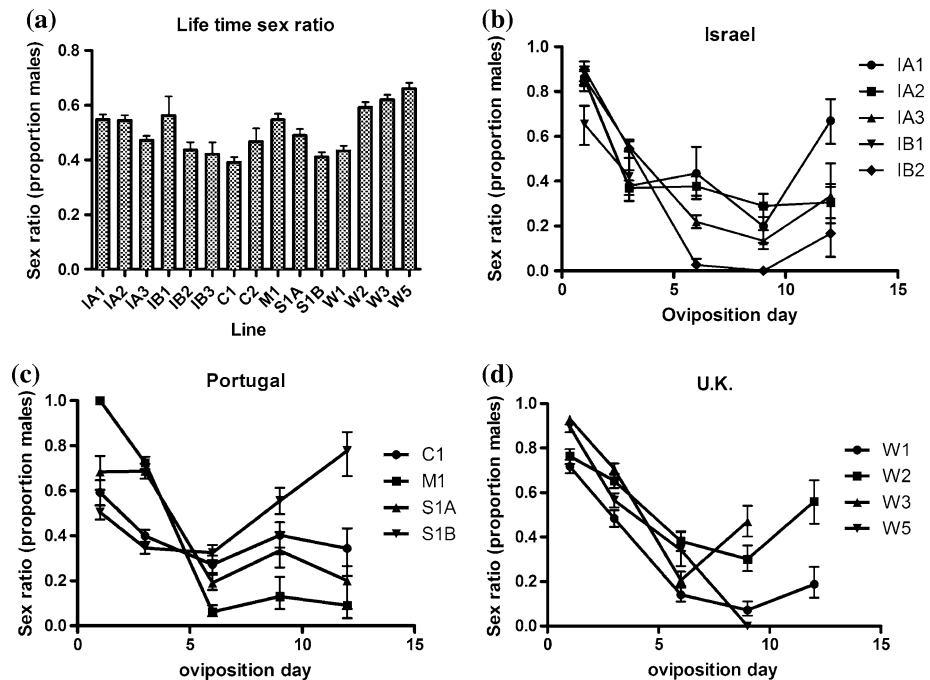 (a)
Life time sex ratio
Sex ratio (proportion males)
0.8
0.6
0.4
0.2
0.0
IA1 IA2 IA3 IB1 IB2 IB3 C1 C2 M1 S1A S1B W1 W2 W3 W5
Line
(b)
Israel
Sex ratio (proportion males)
1.0
0.8
0.6
0.4
0.2
0.0
0 5 10 15
Oviposition day
IA1
IA2
IA3
IB1
IB2
(c)
Portugal
Sex ratio (proportion males)
1.0
0.8
0.6
0.4
0.2
0.0
0 5 10 15
oviposition day
C1
M1
S1A
S1B
(d)
U.K.
Sex ratio (proportion males)
1.0
0.8
0.6
0.4
0.2
0.0
0 5 10 15
oviposition day
W1
W2
W3
W5